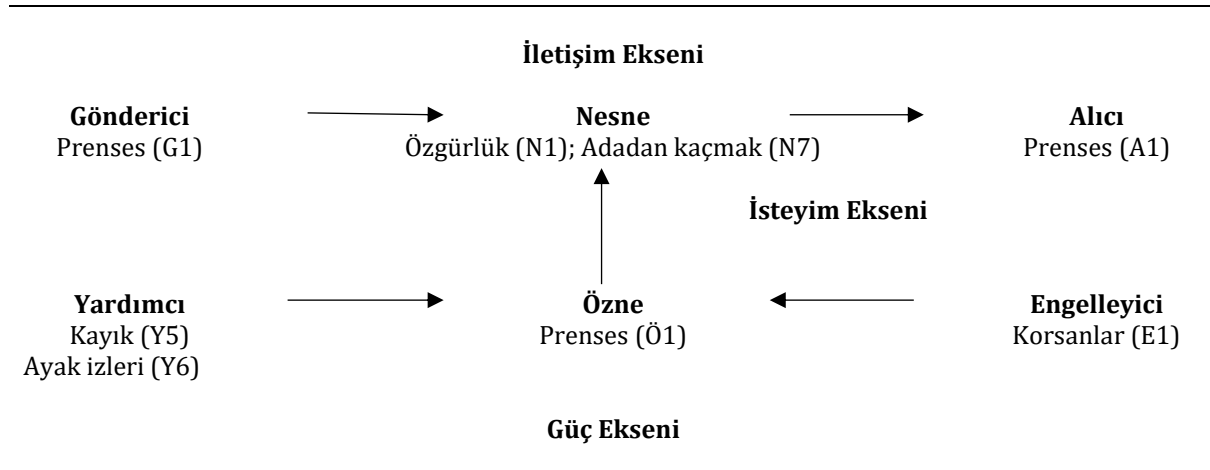 İletişim Ekseni
Gönderici Nesne Alıcı
Prenses (G1) Özgürlük (N1); Adadan kaçmak (N7) Prenses (A1)
İsteyim Ekseni
Yardımcı Özne Engelleyici
Kayık (Y5) Prenses (Ö1) Korsanlar (E1)
Ayak izleri (Y6)
Güç Ekseni